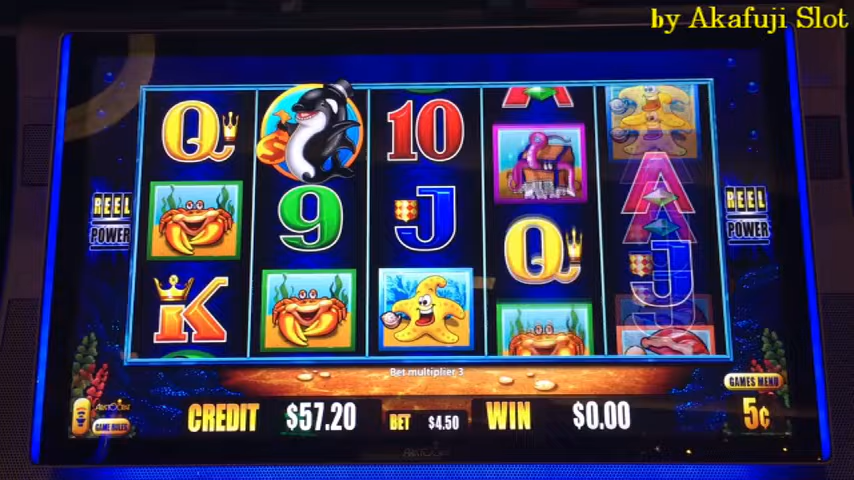 by Akafuji Slot
Q
10
A
9
J
A
REEL
POWER
REEL
POWER
Q
K
J
Bet multiplier 3
GAMES MENU
ARISTOCRAT
GAME RULES
CREDIT $57.20 BET $4.50 WIN $0.00 5¢